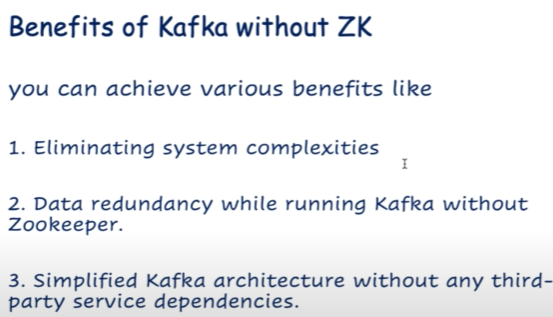 Benefits of Kafka without ZK
you can achieve various benefits like
1. Eliminating system complexities
2. Data redundancy while running Kafka without
Zookeeper.
3. Simplified Kafka architecture without any third-
party service dependencies.